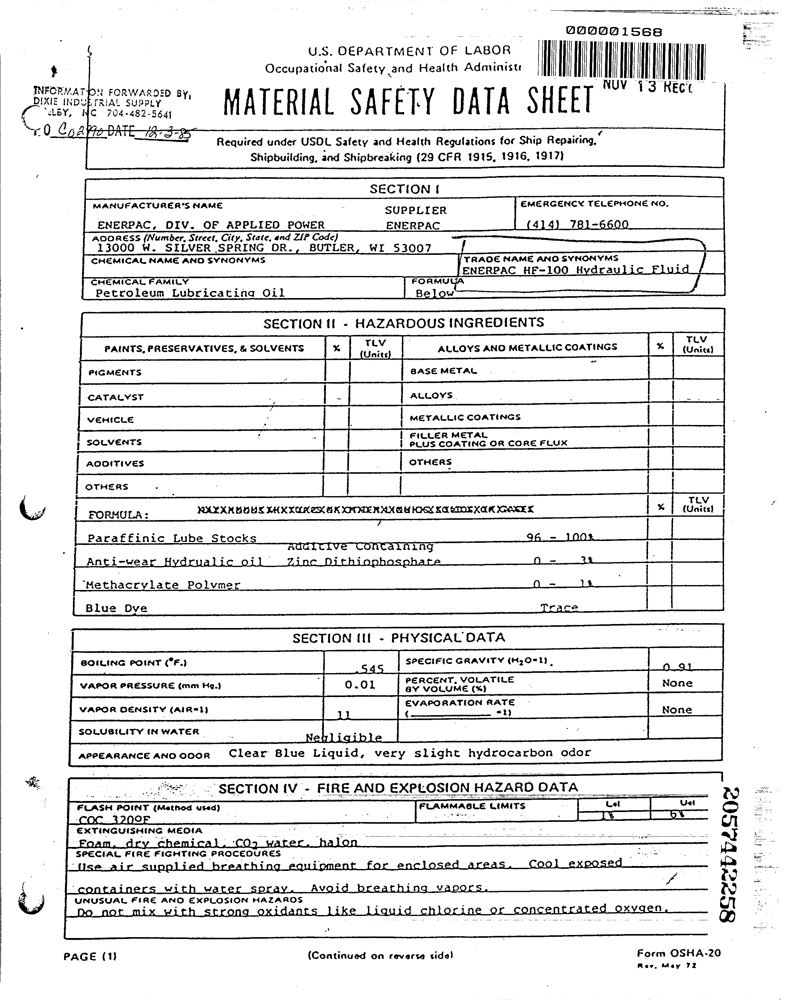 000001568
U.S. DEPARTMENT OF LABOR
Occupational Safety and Health Administ
NOV 13 REC'D
INFORMATION FORWARDED BY,
DIXIE INDUSTRIAL SUPPLY
NC 704-482-5641
DATE 12-3-85
MATERIAL SAFETY DATA SHEET
Required under USDL Safety and Health Regulations for Ship Repairing,
Shipbuilding, and Shipbreaking (29 CFR 1915, 1916, 1917)
SECTION I
MANUFACTURER'S NAME SUPPLIER EMERGENCY TELEPHONE NO.
ENERPAC, DIV. OF APPLIED POWER ENERPAC (414) 781-6600
ADDRESS (Number, Street, City, State, and ZIP Code)
13000 W. SILVER SPRING DR., BUTLER, WI 53007
CHEMICAL NAME AND SYNONYMS TRADE NAME AND SYNONYMS
ENERPAC HF-100 Hydraulic Fluid
CHEMICAL FAMILY FORMULA
Petroleum Lubricating Oil Below
SECTION II - HAZARDOUS INGREDIENTS
PAINTS, PRESERVATIVES, & SOLVENTS % TLV (Units) ALLOYS AND METALLIC COATINGS % TLV (Units)
PIGMENTS BASE METAL
CATALYST ALLOYS
VEHICLE METALLIC COATINGS
SOLVENTS FILLER METAL PLUS COATING OR CORE FLUX
ADDITIVES OTHERS
OTHERS
FORMULA: % TLV (Units)
Paraffinic Lube Stocks 96 - 100%
Additive Containing
Anti-wear Hydrualic oil Zinc Dithiophosphate 0 - 3%
Methacrylate Polymer 0 - 1%
Blue Dye Trace
SECTION III - PHYSICAL DATA
BOILING POINT (°F.) 545 SPECIFIC GRAVITY (H2O=1) 0.91
VAPOR PRESSURE (mm Hg.) 0.01 PERCENT, VOLATILE BY VOLUME (%) None
VAPOR DENSITY (AIR=1) 11 EVAPORATION RATE (=1) None
SOLUBILITY IN WATER Negligible
APPEARANCE AND ODOR Clear Blue Liquid, very slight hydrocarbon odor
SECTION IV - FIRE AND EXPLOSION HAZARD DATA
FLASH POINT (Method used) FLAMMABLE LIMITS Lel Uel
COC 320°F 1% 6%
EXTINGUISHING MEDIA
Foam, dry chemical, CO2 water, halon
SPECIAL FIRE FIGHTING PROCEDURES
Use air supplied breathing equipment for enclosed areas. Cool exposed
containers with water spray. Avoid breathing vapors.
UNUSUAL FIRE AND EXPLOSION HAZARDS
Do not mix with strong oxidants like liquid chlorine or concentrated oxygen.
2057442258
PAGE (1) (Continued on reverse side) Form OSHA-20
Rev. May 72